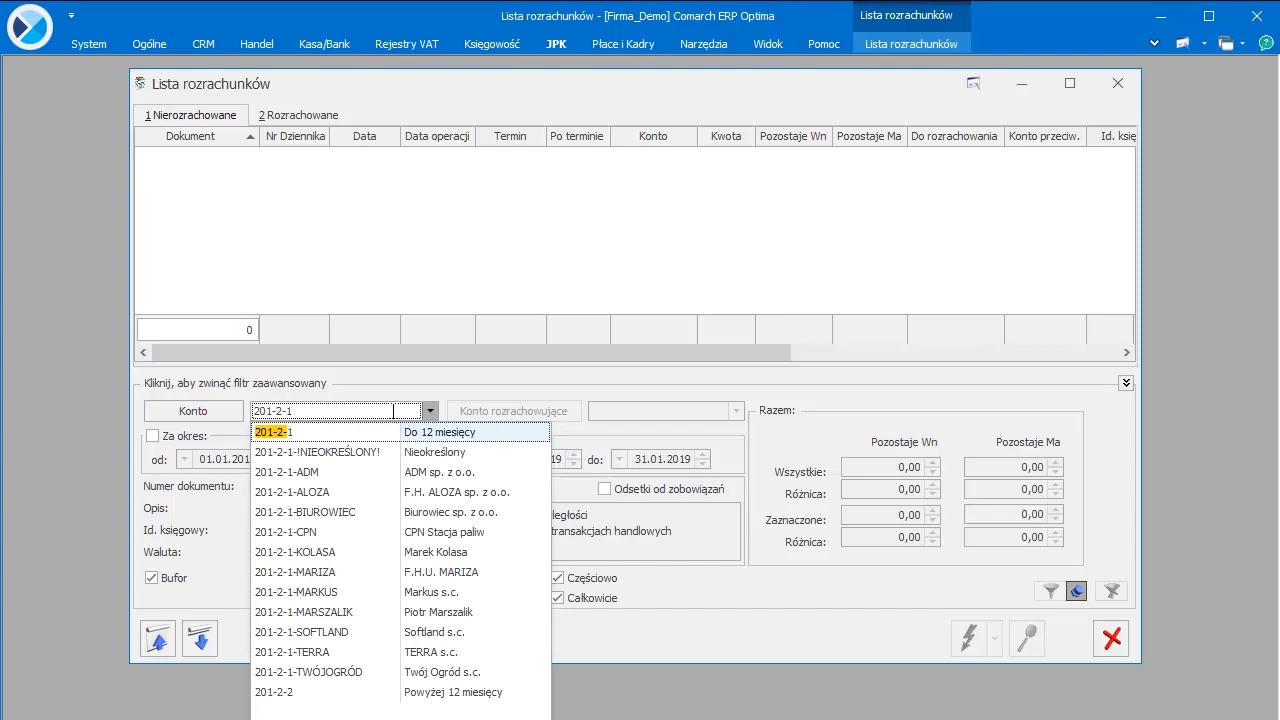 Lista rozrachunków - [Firma_Demo] Comarch ERP Optima
Lista rozrachunków
System Ogólne CRM Handel Kasa/Bank Rejestry VAT Księgowość JPK Płace i Kadry Narzędzia Widok Pomoc Lista rozrachunków
Lista rozrachunków
1 Nierozrachowane 2 Rozrachowane
Dokument Nr Dziennika Data Data operacji Termin Po terminie Konto Kwota Pozostaje Wn Pozostaje Ma Do rozrachowania Konto przeciw. Id. księ
0
Kliknij, aby zwinąć filtr zaawansowany
Konto 201-2-1 Konto rozrachowujące
Razem:
201-2-1 Do 12 miesięcy
Za okres:
Pozostaje Wn Pozostaje Ma
201-2-1-!NIEOKREŚLONY! Nieokreślony
od: 01.01.201 19 do: 31.01.2019
Wszystkie: 0,00 0,00
201-2-1-ADM ADM sp. z o.o.
Numer dokumentu:
201-2-1-ALOZA F.H. ALOZA sp. z o.o.
Odsetki od zobowiązań
Różnica: 0,00 0,00
Opis:
201-2-1-BIUROWIEC Biurowiec sp. z o.o.
ległości
Zaznaczone: 0,00 0,00
Id. księgowy:
201-2-1-CPN CPN Stacja paliw
transakcjach handlowych
Różnica: 0,00 0,00
Waluta:
201-2-1-KOLASA Marek Kolasa
Bufor
201-2-1-MARIZA F.H.U. MARIZA
Częściowo
201-2-1-MARKUS Markus s.c.
Całkowicie
201-2-1-MARSZALIK Piotr Marszalik
201-2-1-SOFTLAND Softland s.c.
201-2-1-TERRA TERRA s.c.
201-2-1-TWÓJOGRÓD Twój Ogród s.c.
201-2-2 Powyżej 12 miesięcy